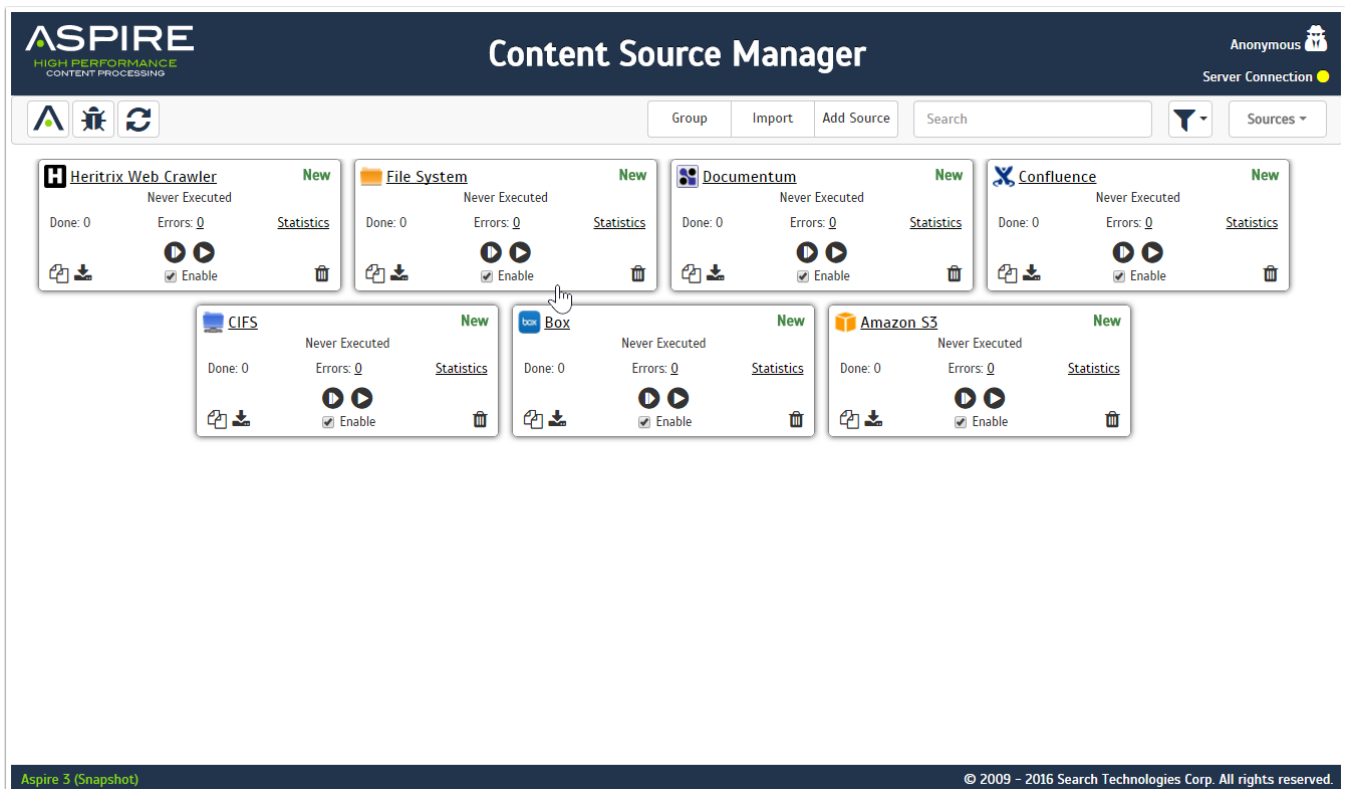 ASPIRE
HIGH PERFORMANCE
CONTENT PROCESSING
Content Source Manager
Anonymous
Server Connection
Group Import Add Source Search Sources
H Heritrix Web Crawler New
Never Executed
Done: 0 Errors: 0 Statistics
Enable
File System New
Never Executed
Done: 0 Errors: 0 Statistics
Enable
Documentum New
Never Executed
Done: 0 Errors: 0 Statistics
Enable
Confluence New
Never Executed
Done: 0 Errors: 0 Statistics
Enable
CIFS New
Never Executed
Done: 0 Errors: 0 Statistics
Enable
box Box New
Never Executed
Done: 0 Errors: 0 Statistics
Enable
Amazon S3 New
Never Executed
Done: 0 Errors: 0 Statistics
Enable
Aspire 3 (Snapshot)
© 2009 - 2016 Search Technologies Corp. All rights reserved.